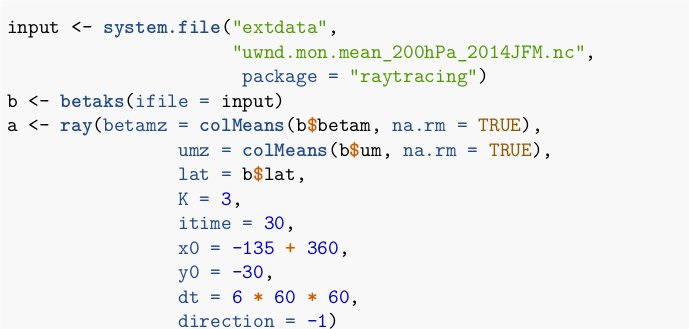 input <- system.file("extdata",
                     "uwnd.mon.mean_200hPa_2014JFM.nc",
                      package = "raytracing")
b <- betaks(ifile = input)
a <- ray(betamz = colMeans(b$betam, na.rm = TRUE),
                umz = colMeans(b$um, na.rm = TRUE),
                lat = b$lat,
                K = 3,
                itime = 30,
                x0 = -135 + 360,
                y0 = -30,
                dt = 6 * 60 * 60,
                direction = -1)